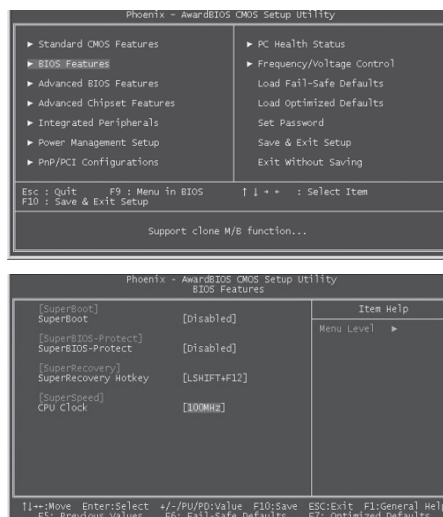 Phoenix - AwardBIOS CMOS Setup Utility
► Standard CMOS Features
► BIOS Features
► Advanced BIOS Features
► Advanced Chipset Features
► Integrated Peripherals
► Power Management Setup
► PnP/PCI Configurations
► PC Health Status
► Frequency/Voltage Control
Load Fail-Safe Defaults
Load Optimized Defaults
Set Password
Save & Exit Setup
Exit Without Saving
Esc : Quit F9 : Menu in BIOS ↑ ↓ → ← : Select Item
F10 : Save & Exit Setup
Support clone M/B function...
Phoenix - AwardBIOS CMOS Setup Utility
BIOS Features
[SuperBoot]
SuperBoot [Disabled]
[SuperBIOS-Protect]
SuperBIOS-Protect [Disabled]
[SuperRecovery]
SuperRecovery Hotkey [LSHIFT+F12]
[SuperSpeed]
CPU Clock [100MHz]
Item Help
Menu Level ►
↑↓→←:Move Enter:Select +/-/PU/PD:Value F10:Save ESC:Exit F1:General Help
F5: Previous Values F6: Fail-Safe Defaults F7: Optimized Defaults